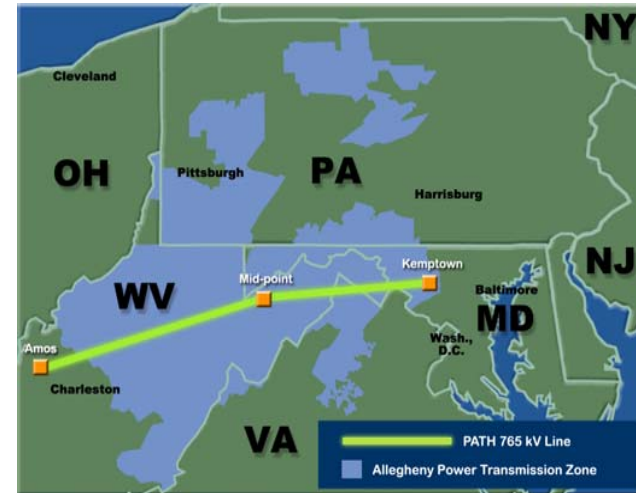 NY
Cleveland
OH
Pittsburgh
PA
Harrisburg
NJ
Mid-point
Kemptown
WV
Baltimore
MD
Amos
Wash.,
D.C.
Charleston
VA
PATH 765 kV Line
Allegheny Power Transmission Zone